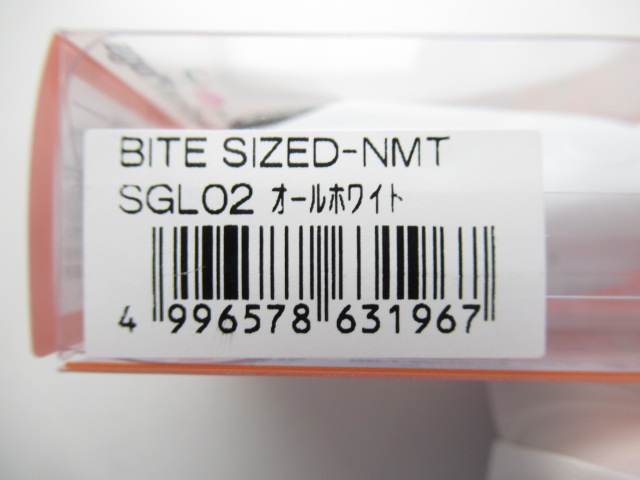 BITE SIZED-NMT
SGL02 ｵｰﾙﾎﾜｲﾄ
4 996578 631967